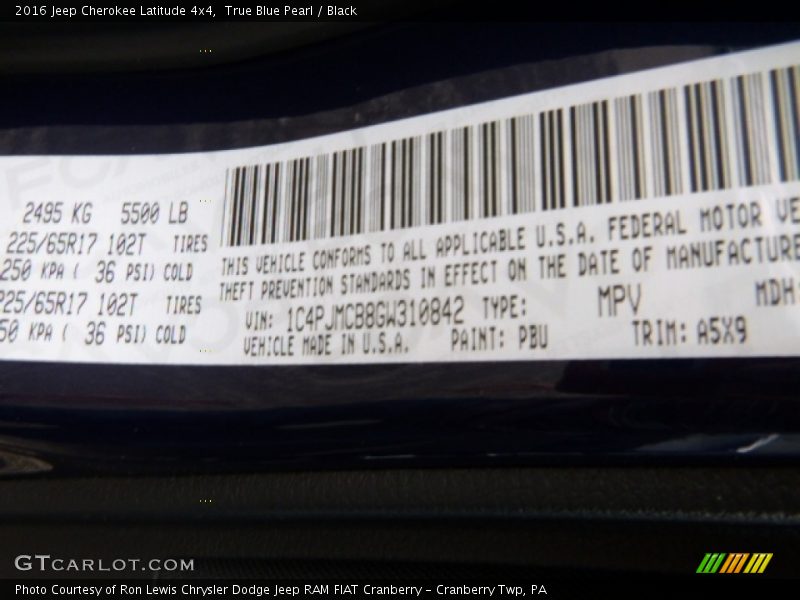 2016 Jeep Cherokee Latitude 4x4,  True Blue Pearl / Black
2495 KG   5500 LB
225/65R17 102T   TIRES
250 KPA ( 36 PSI) COLD
P225/65R17 102T   TIRES
50 KPA ( 36 PSI) COLD
THIS VEHICLE CONFORMS TO ALL APPLICABLE U.S.A. FEDERAL MOTOR VE
THEFT PREVENTION STANDARDS IN EFFECT ON THE DATE OF MANUFACTURE
VIN: 1C4PJMCB8GW310842 TYPE: MPV MDH
VEHICLE MADE IN U.S.A. PAINT: PBU TRIM: A5X9
GTCARLOT.COM
Photo Courtesy of Ron Lewis Chrysler Dodge Jeep RAM FIAT Cranberry – Cranberry Twp, PA